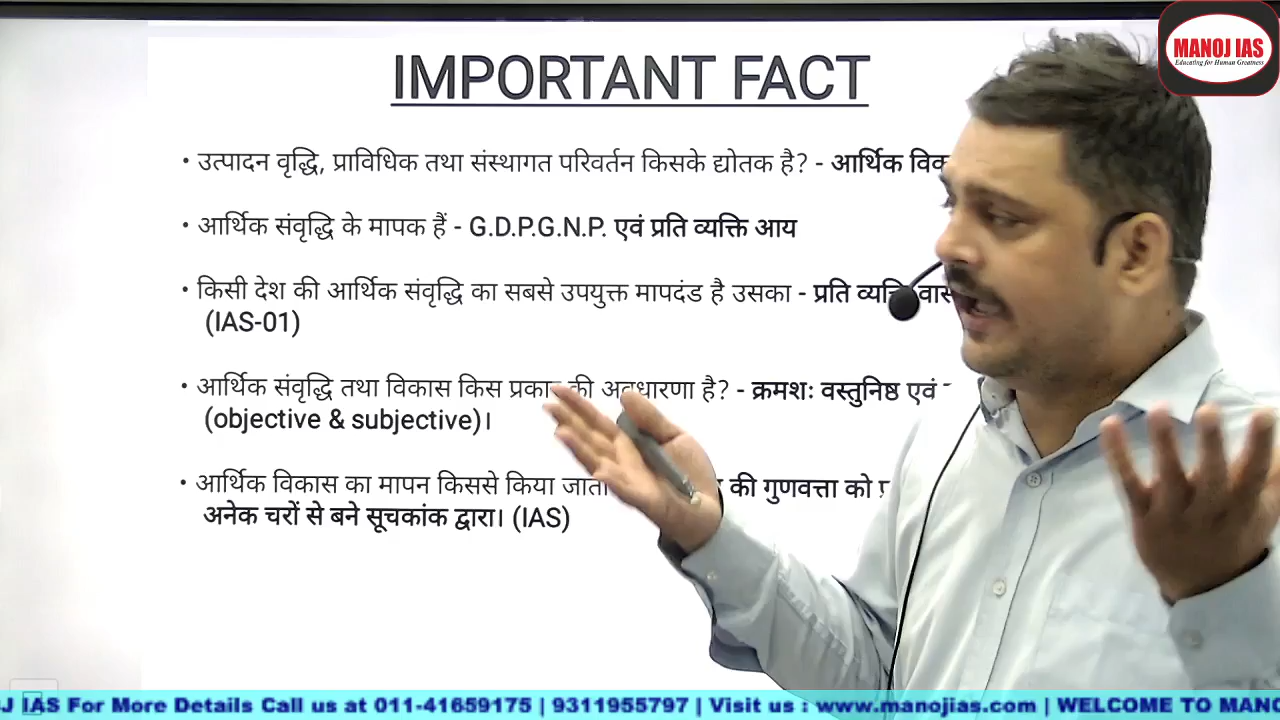 MANOJ IAS
Educating for Human Greatness
IMPORTANT FACT
• उत्पादन वृद्धि, प्राविधिक तथा संस्थागत परिवर्तन किसके द्योतक है? - आर्थिक
• आर्थिक संवृद्धि के मापक हैं - G.D.P.G.N.P. एवं प्रति व्यक्ति आय
• किसी देश की आर्थिक संवृद्धि का सबसे उपयुक्त मापदंड है उसका - प्रति
(IAS-01)
• आर्थिक संवृद्धि तथा विकास किस की अवधारणा है? - क्रमशः वस्तुनिष्ठ एवं
(objective & subjective)।
• आर्थिक विकास का मापन किससे किया जाता की गुणवत्ता को
अनेक चरों से बने सूचकांक द्वारा। (IAS)
IAS For More Details Call us at 011-41659175 | 9311955797 | Visit us : www.manojias.com | WELCOME TO